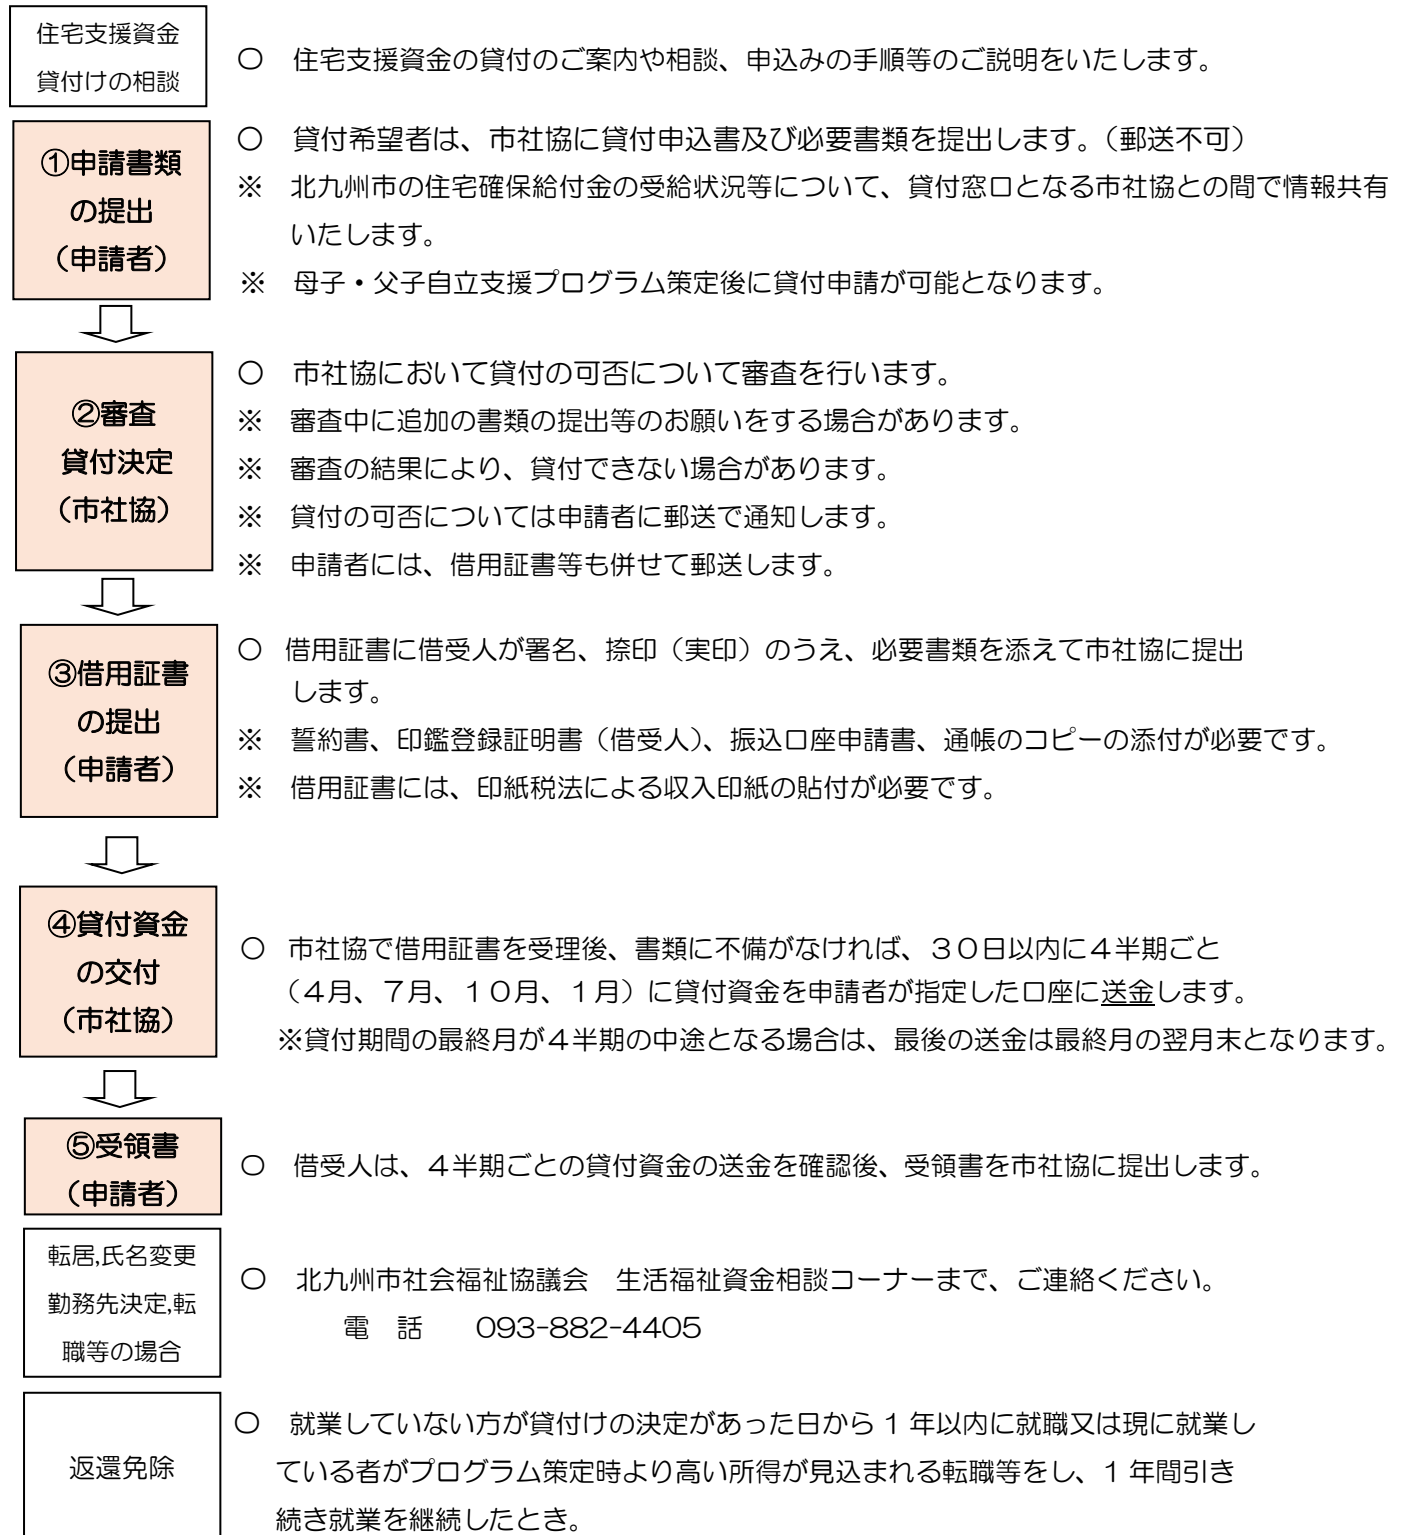 住宅支援資金
貸付けの相談
〇　住宅支援資金の貸付のご案内や相談、申込みの手順等のご説明をいたします。
①申請書類
の提出
（申請者）
〇　貸付希望者は、市社協に貸付申込書及び必要書類を提出します。（郵送不可）
※　北九州市の住宅確保給付金の受給状況等について、貸付窓口となる市社協との間で情報共有
いたします。
※　母子・父子自立支援プログラム策定後に貸付申請が可能となります。
②審査
貸付決定
（市社協）
〇　市社協において貸付の可否について審査を行います。
※　審査中に追加の書類の提出等のお願いをする場合があります。
※　審査の結果により、貸付できない場合があります。
※　貸付の可否については申請者に郵送で通知します。
※　申請者には、借用証書等も併せて郵送します。
③借用証書
の提出
（申請者）
〇　借用証書に借受人が署名、捺印（実印）のうえ、必要書類を添えて市社協に提出
します。
※　誓約書、印鑑登録証明書（借受人）、振込口座申請書、通帳のコピーの添付が必要です。
※　借用証書には、印紙税法による収入印紙の貼付が必要です。
④貸付資金
の交付
（市社協）
〇　市社協で借用証書を受理後、書類に不備がなければ、３０日以内に４半期ごと
（４月、７月、１０月、１月）に貸付資金を申請者が指定した口座に送金します。
※貸付期間の最終月が４半期の中途となる場合は、最後の送金は最終月の翌月末となります。
⑤受領書
（申請者）
〇　借受人は、４半期ごとの貸付資金の送金を確認後、受領書を市社協に提出します。
転居,氏名変更
勤務先決定,転
職等の場合
〇　北九州市社会福祉協議会　生活福祉資金相談コーナーまで、ご連絡ください。
電　話　　093-882-4405
返還免除
〇　就業していない方が貸付けの決定があった日から 1 年以内に就職又は現に就業し
ている者がプログラム策定時より高い所得が見込まれる転職等をし、1 年間引き
続き就業を継続したとき。